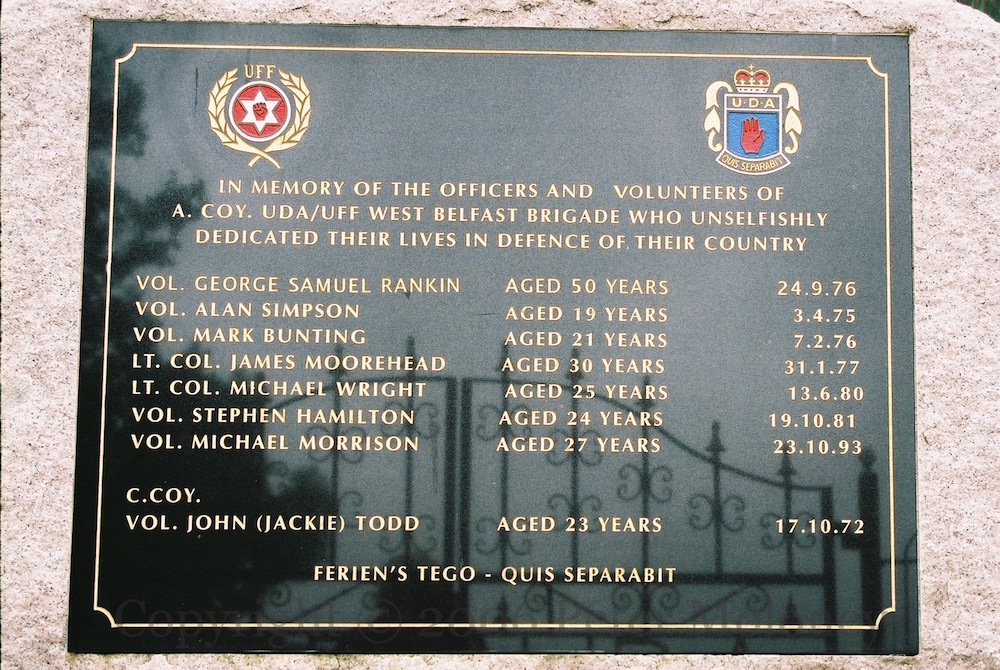 UFF
U·D·A
QUIS SEPARABIT
IN MEMORY OF THE OFFICERS AND VOLUNTEERS OF
A. COY. UDA/UFF WEST BELFAST BRIGADE WHO UNSELFISHLY
DEDICATED THEIR LIVES IN DEFENCE OF THEIR COUNTRY
VOL. GEORGE SAMUEL RANKIN AGED 50 YEARS 24.9.76
VOL. ALAN SIMPSON AGED 19 YEARS 3.4.75
VOL. MARK BUNTING AGED 21 YEARS 7.2.76
LT. COL. JAMES MOOREHEAD AGED 30 YEARS 31.1.77
LT. COL. MICHAEL WRIGHT AGED 25 YEARS 13.6.80
VOL. STEPHEN HAMILTON AGED 24 YEARS 19.10.81
VOL. MICHAEL MORRISON AGED 27 YEARS 23.10.93
C.COY.
VOL. JOHN (JACKIE) TODD AGED 23 YEARS 17.10.72
FERIEN'S TEGO - QUIS SEPARABIT
Copyright ©